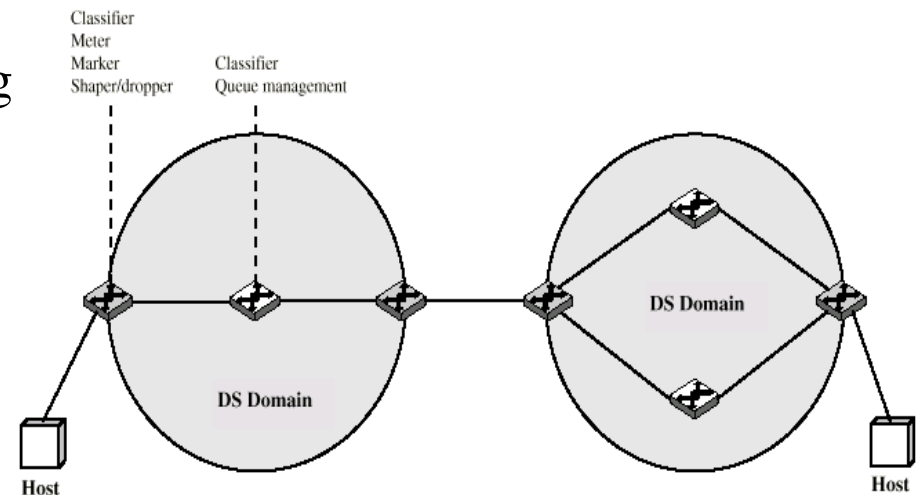 Classifier
Meter
Marker
Shaper/dropper
Classifier
Queue management
g
DS Domain
DS Domain
Host
Host